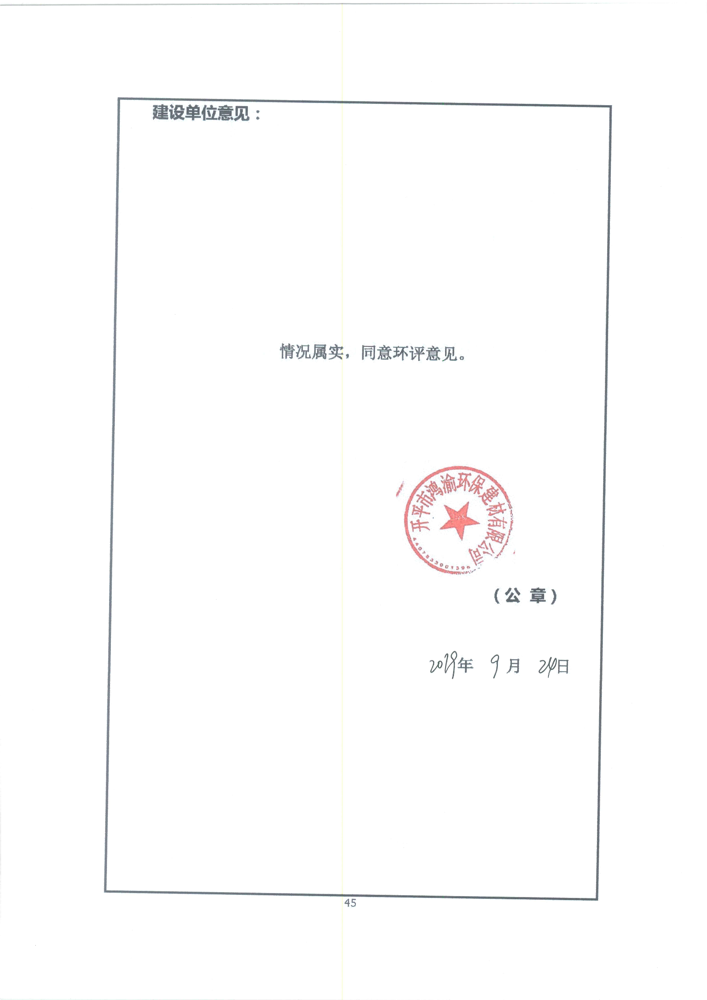 建设单位意见：
情况属实，同意环评意见。
开平市鸿渝环保建材有限公司
（公 章）
2019年 9月 24日
45